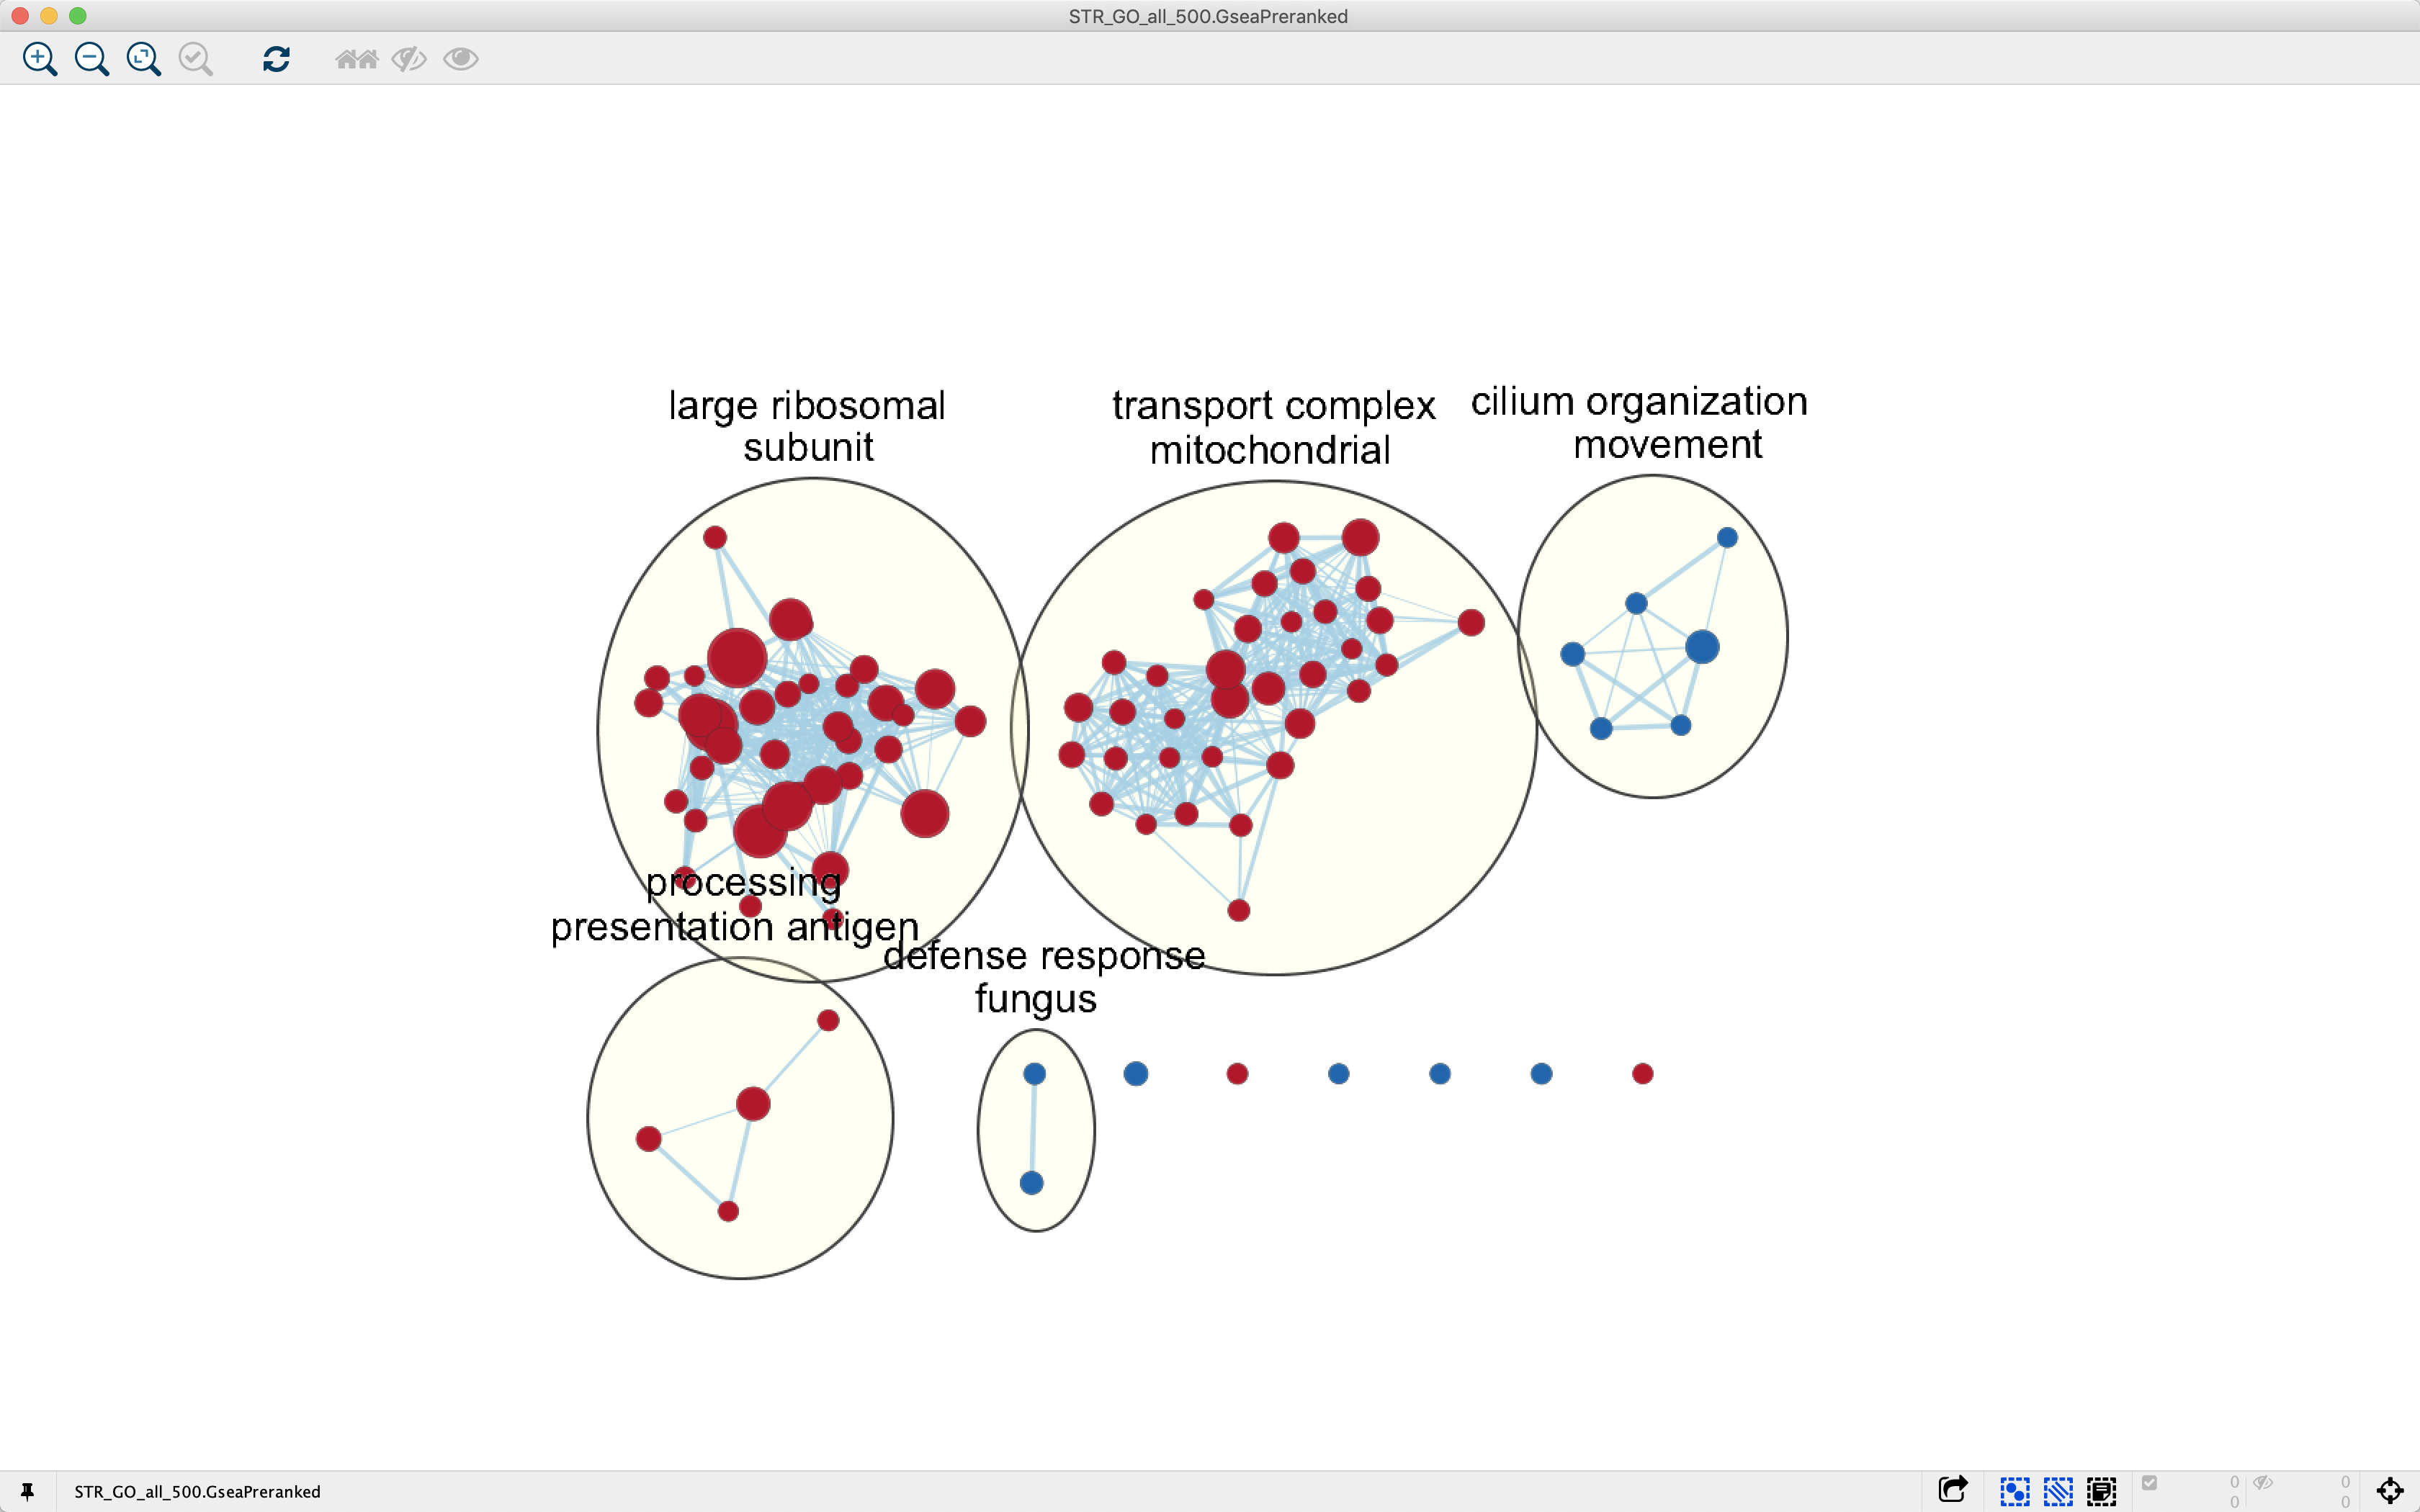 STR_GO_all_500.GseaPreranked
large ribosomal
subunit
transport complex
mitochondrial
cilium organization
movement
processing
presentation antigen
defense response
fungus
STR_GO_all_500.GseaPreranked
0
0
0
0